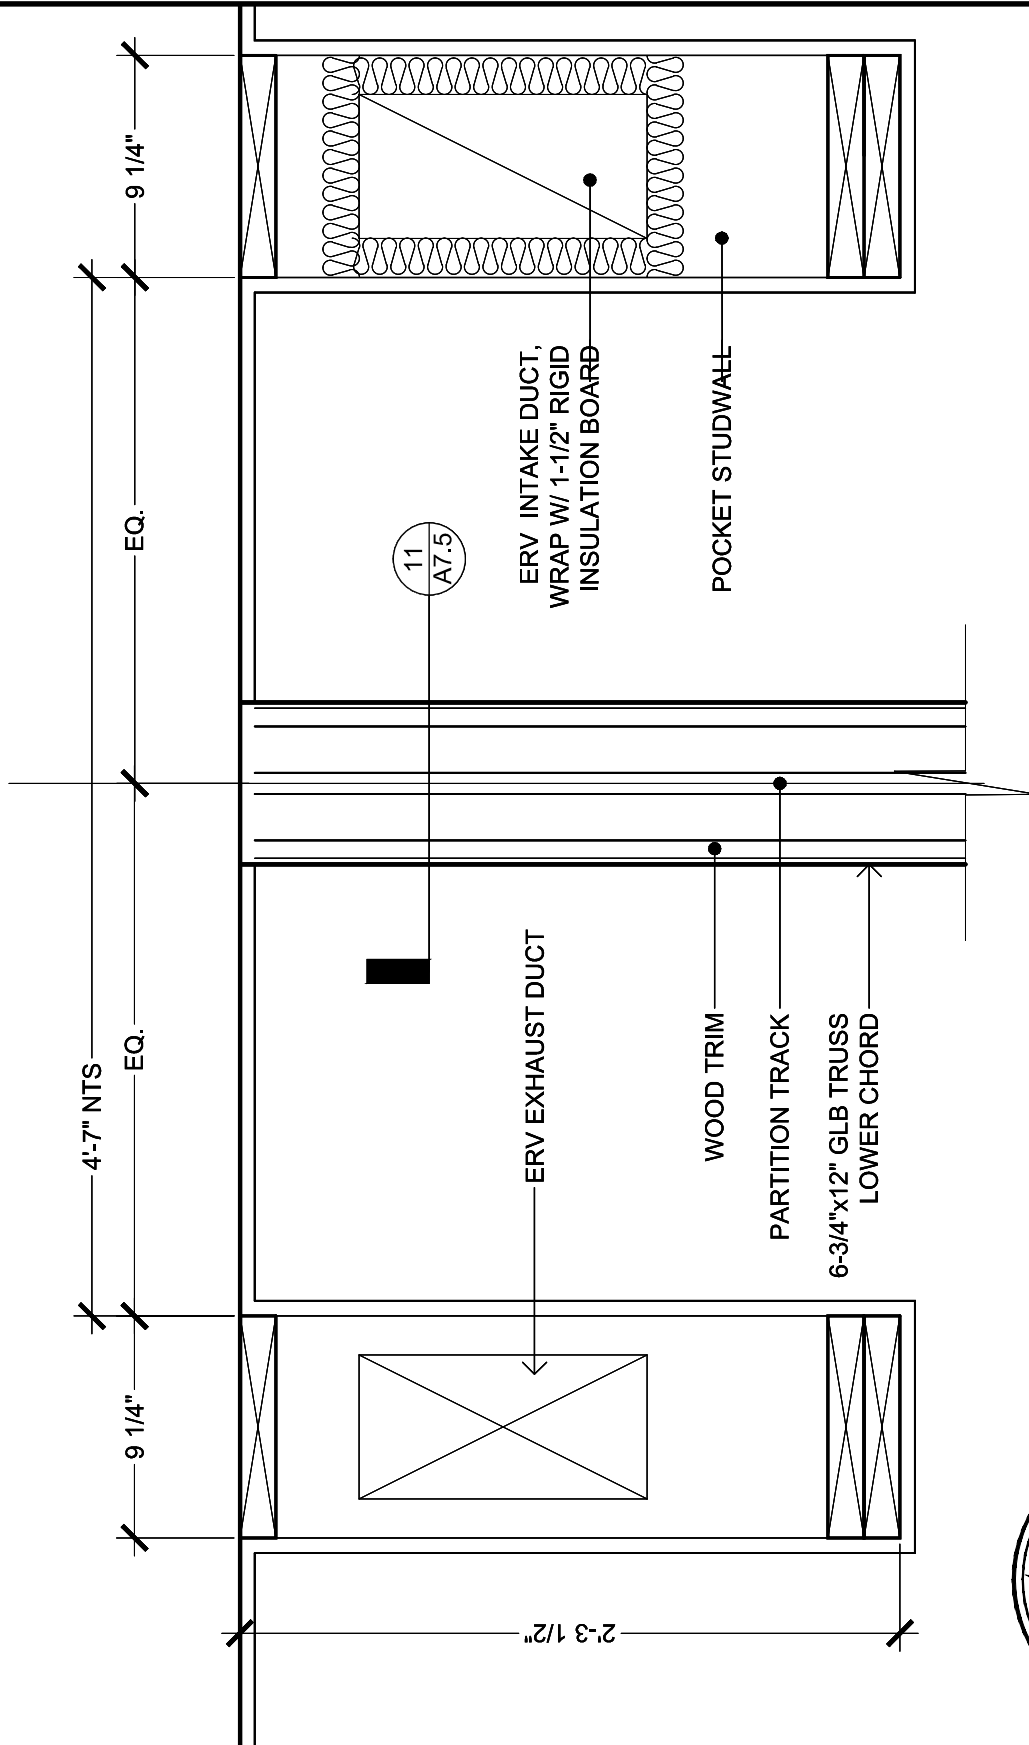 4'-7" NTS
9 1/4"
EQ.
EQ.
9 1/4"
2'-3 1/2"
11
A7.5
ERV EXHAUST DUCT
ERV INTAKE DUCT,
WRAP W/ 1-1/2" RIGID
INSULATION BOARD
WOOD TRIM
POCKET STUDWALL
PARTITION TRACK
6-3/4"x12" GLB TRUSS
LOWER CHORD